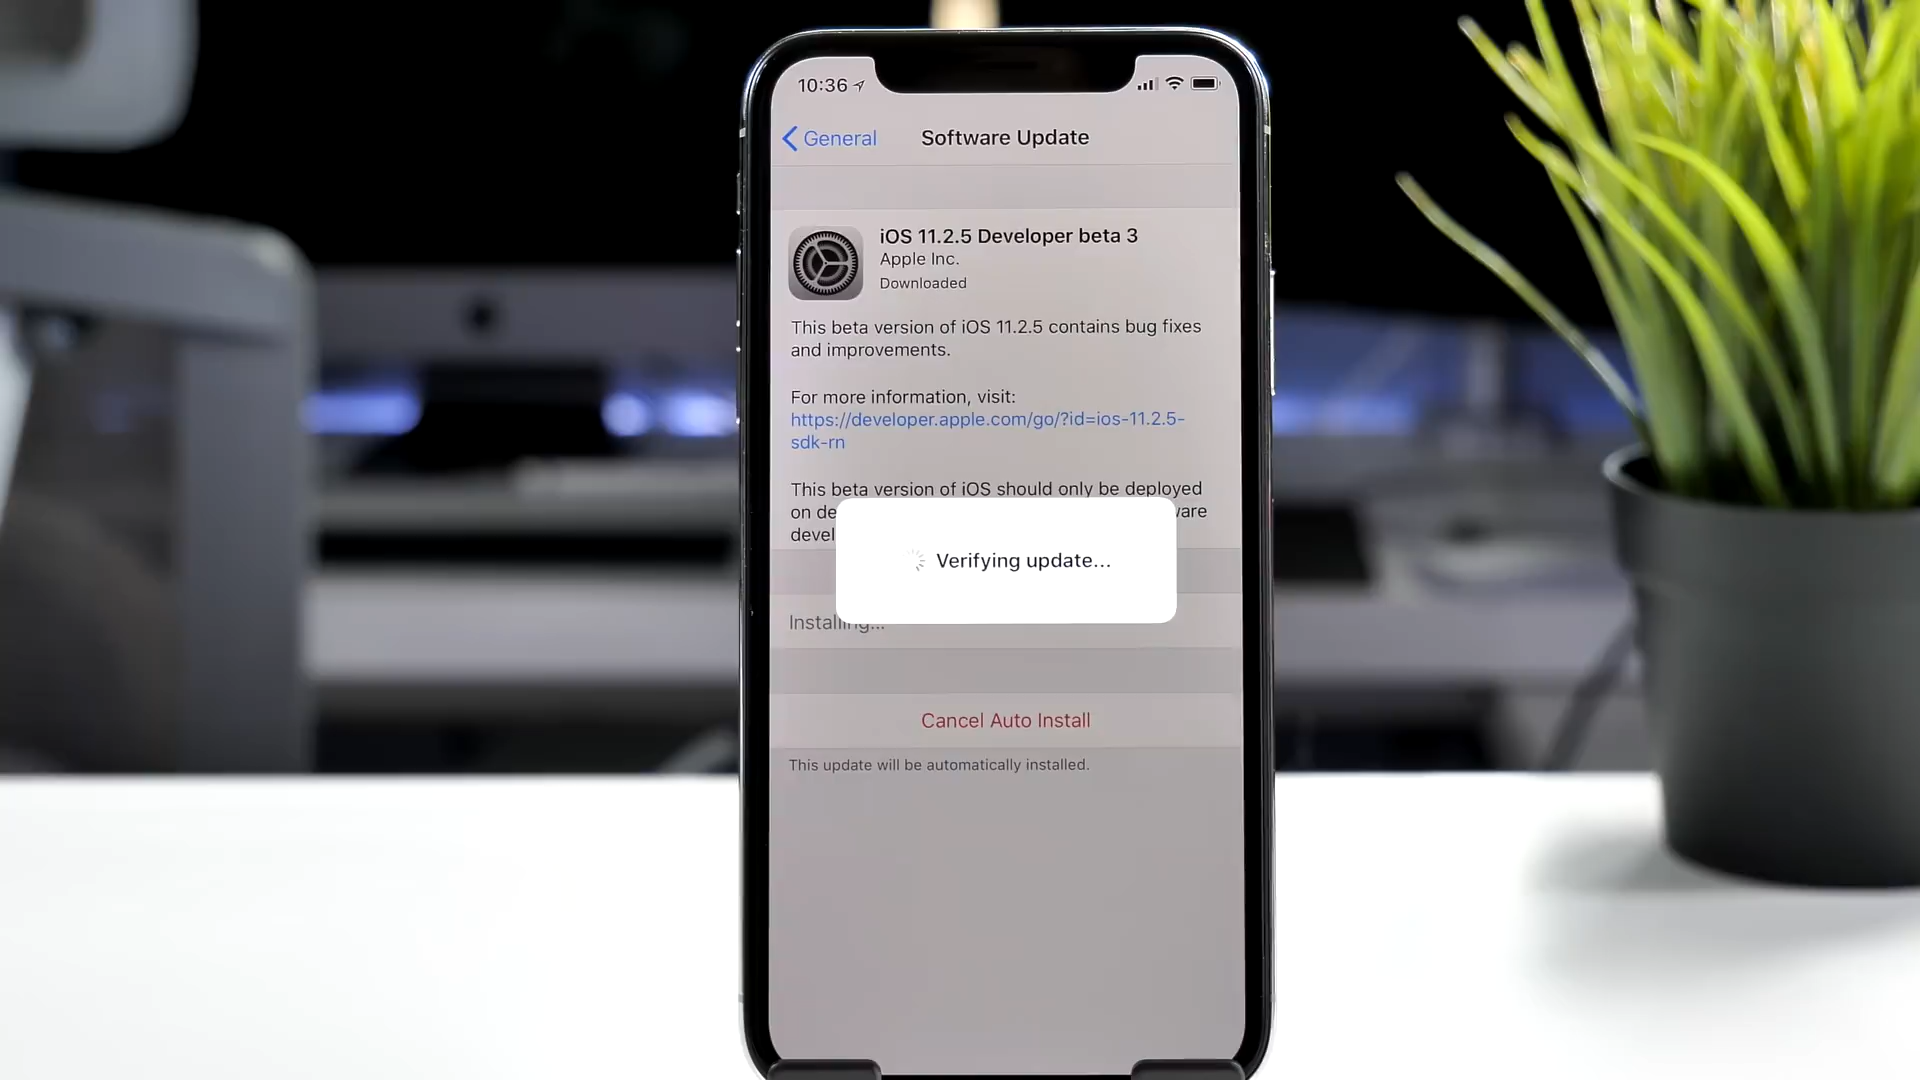 10:36
General
Software Update
iOS 11.2.5 Developer beta 3
Apple Inc.
Downloaded
This beta version of iOS 11.2.5 contains bug fixes
and improvements.
For more information, visit:
https://developer.apple.com/go/?id=ios-11.2.5-
sdk-rn
This beta version of iOS should only be deployed
on
Verifying update...
Installing...
Cancel Auto Install
This update will be automatically installed.